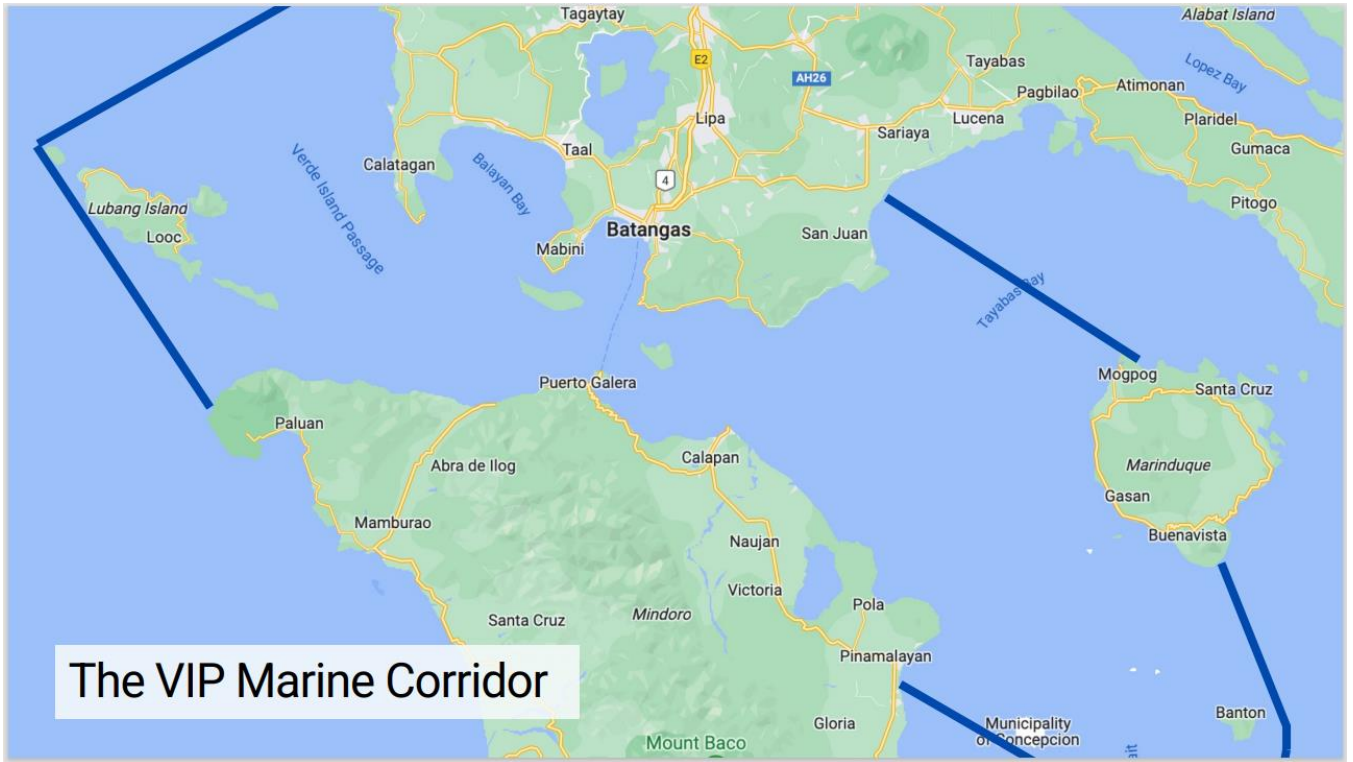 Tagaytay
Alabat Island
E2
Lopez Bay
AH26
Tayabas
Pagbilao
Atimonan
Lipa
Lucena
Plaridel
Sariaya
Gumaca
Taal
Calatagan
Verde Island Passage
Balayan Bay
4
Lubang Island
Looc
Pitogo
Batangas
San Juan
Mabini
Tayabas Bay
Puerto Galera
Mogpog
Santa Cruz
Paluan
Calapan
Abra de Ilog
Marinduque
Gasan
Mamburao
Naujan
Buenavista
Victoria
Pola
Santa Cruz
Mindoro
Pinamalayan
The VIP Marine Corridor
Gloria
Municipality
of Concepcion
Banton
Mount Baco
ait